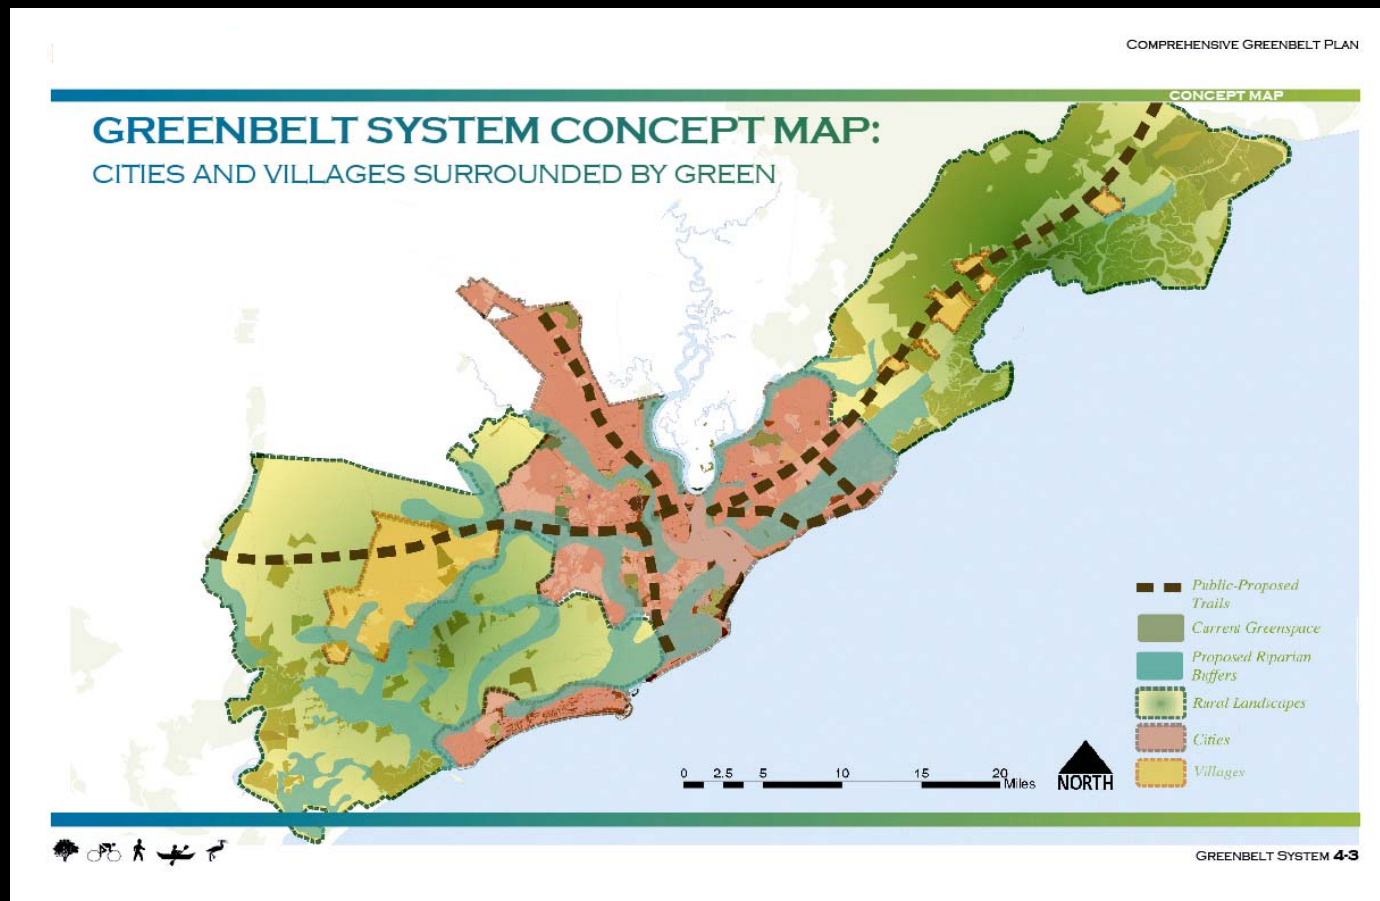 COMPREHENSIVE GREENBELT PLAN
CONCEPT MAP
GREENBELT SYSTEM CONCEPT MAP:
CITIES AND VILLAGES SURROUNDED BY GREEN
Public-Proposed
Trails
Current Greenspace
Proposed Riparian
Buffers
Rural Landscapes
Cities
Villages
0 2.5 5 10 15 20
Miles
NORTH
GREENBELT SYSTEM 4-3